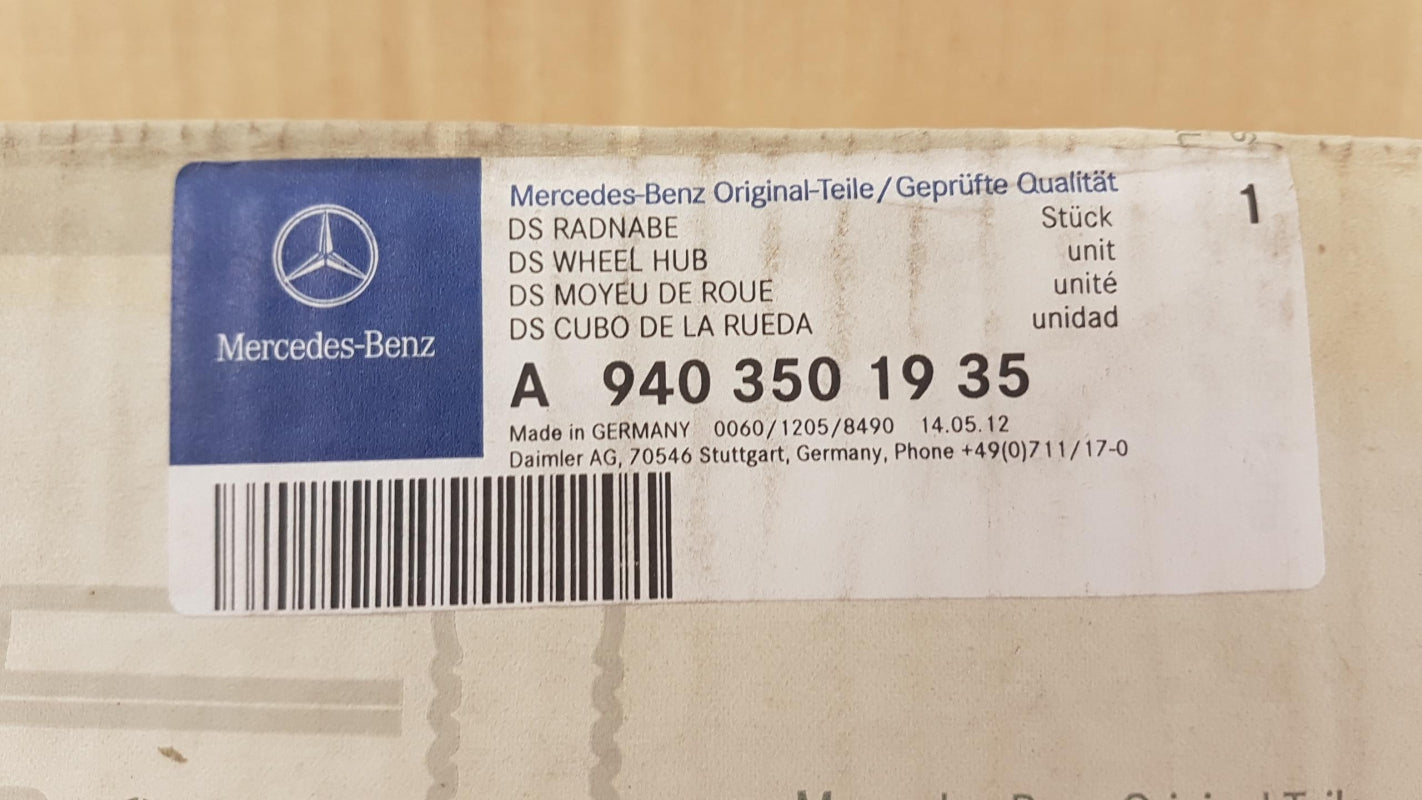 Mercedes-Benz
Mercedes-Benz Original-Teile/Geprüfte Qualität
DS RADNABE Stück 1
DS WHEEL HUB unit
DS MOYEU DE ROUE unité
DS CUBO DE LA RUEDA unidad
A 940 350 19 35
Made in GERMANY 0060/1205/8490 14.05.12
Daimler AG, 70546 Stuttgart, Germany, Phone +49(0)711/17-0